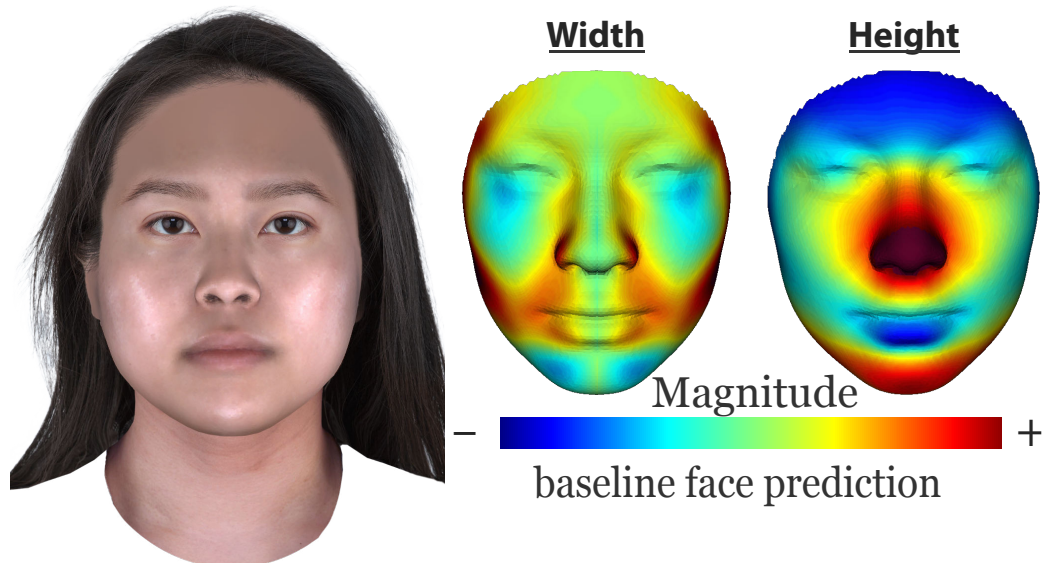 Width
Height
Magnitude
– +
baseline face prediction